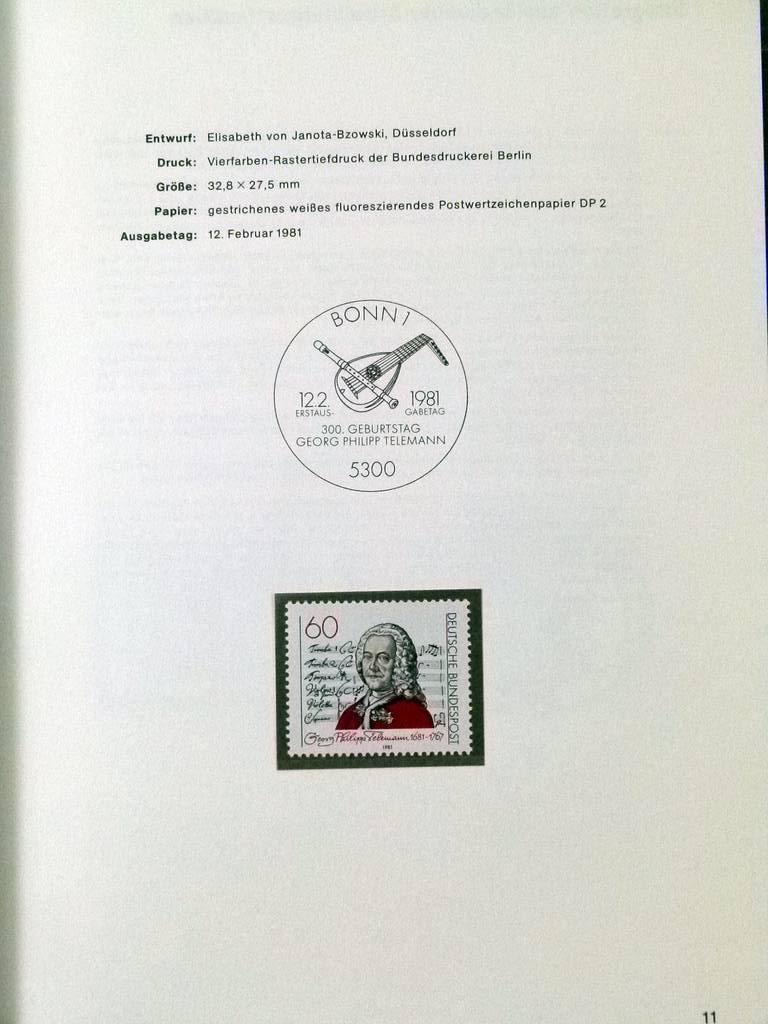 Entwurf: Elisabeth von Janota-Bzowski, Düsseldorf
Druck: Vierfarben-Rastertiefdruck der Bundesdruckerei Berlin
Größe: 32,8 × 27,5 mm
Papier: gestrichenes weißes fluoreszierendes Postwertzeichenpapier DP 2
Ausgabetag: 12. Februar 1981
BONN 1
12.2. 1981
ERSTAUS- GABETAG
300. GEBURTSTAG
GEORG PHILIPP TELEMANN
5300
60
DEUTSCHE BUNDESPOST
Georg Philipp Telemann 1681-1767
1981
11